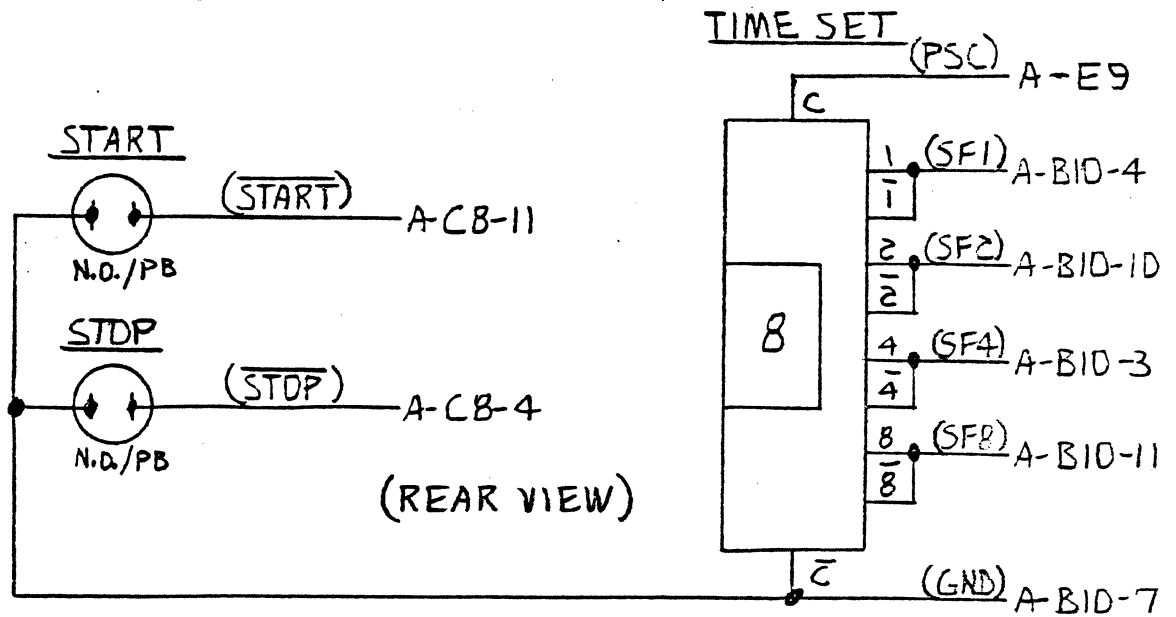 TIME SET
(PSC) A-E9
C
START
(START) A-C8-11
N.O./PB
1 (SF1) A-B10-4
1
2 (SF2) A-B10-10
2
8
STOP
(STOP) A-C8-4
N.O./PB
4 (SF4) A-B10-3
4
8 (SF8) A-B10-11
8
(REAR VIEW)
C
(GND) A-B10-7